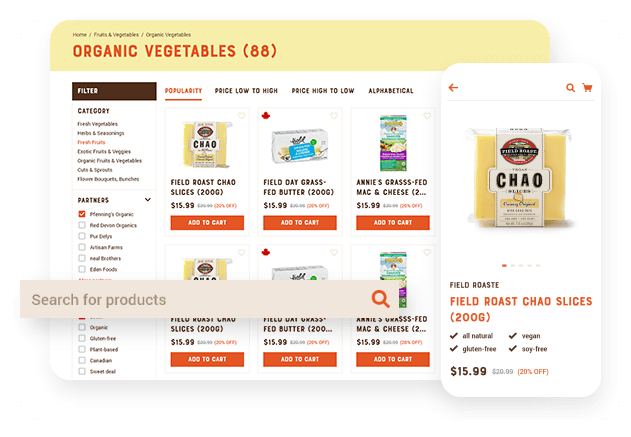 Home / Fruits & Vegetables / Organic Vegetables
ORGANIC VEGETABLES (88)
FILTER
CATEGORY
Fresh Vegetables
Herbs & Seasonings
Fresh Fruits
Exotic Fruits & Veggies
Organic Fruits & Vegetables
Cuts & Sprouts
Flowe Bouquets, Bunches
PARTNERS
Pfenning's Organic
Red Devon Organics
Pur Delys
Artisan Farms
neal Brothers
Eden Foods
Organic
Gluten-free
Plant-based
Canadian
Sweet deal
POPULARITY PRICE LOW TO HIGH PRICE HIGH TO LOW ALPHABETICAL
CHAO
FIELD ROAST CHAO
SLICES (200G)
$15.99 $20.99 (20% OFF)
ADD TO CART
FIELD DAY GRASS-
FED BUTTER (200G)
$15.99 $20.99 (20% OFF)
ADD TO CART
ANNIE'S GRASSS-FED
MAC & CHEESE (2...
$15.99 $20.99 (20% OFF)
ADD TO CART
Search for products
FIELD ROAST CHAO
SLICES (200G)
$15.99 $20.99 (20% OFF)
ADD TO CART
FIELD DAY GRASS-
FED BUTTER (200...
$15.99 $20.99 (20% OFF)
ADD TO CART
ANNIE'S GRASSS-FED
MAC & CHEESE (2...
$15.99 $20.99 (20% OFF)
ADD TO CART
FIELD ROAST
VEGAN
CHAO
SLICES
Creamy Original
FIELD ROASTE
FIELD ROAST CHAO SLICES
(200G)
all natural vegan
gluten-free soy-free
$15.99 $20.99 (20% OFF)